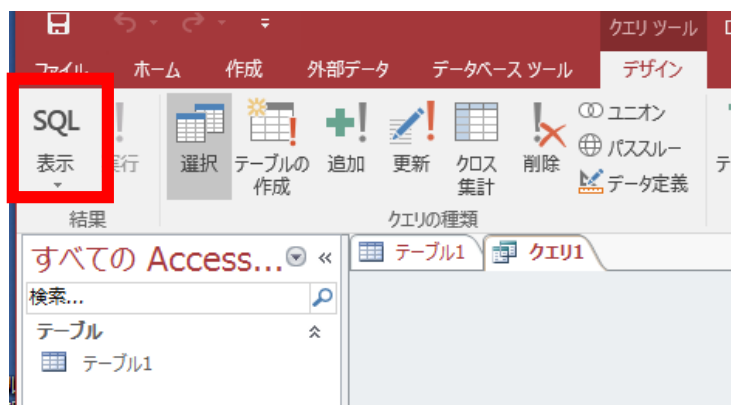 クエリ ツール
ファイル ホーム 作成 外部データ データベース ツール デザイン
SQL
表示
実行
選択
テーブルの
作成
追加
更新
クロス
集計
削除
ユニオン
パススルー
データ定義
結果
クエリの種類
すべての Access...
テーブル1
クエリ1
検索...
テーブル
テーブル1